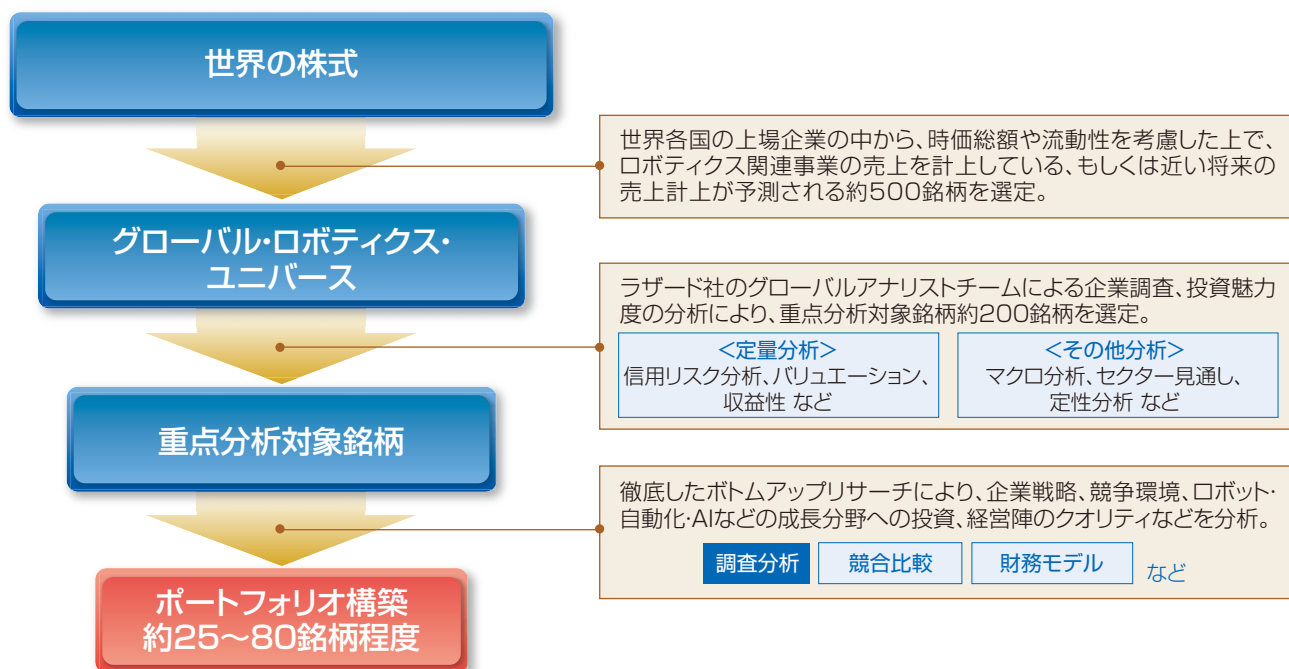 世界の株式
世界各国の上場企業の中から、時価総額や流動性を考慮した上で、
ロボティクス関連事業の売上を計上している、もしくは近い将来の
売上計上が予測される約500銘柄を選定。
グローバル・ロボティクス・
ユニバース
ラザード社のグローバルアナリストチームによる企業調査、投資魅力
度の分析により、重点分析対象銘柄約200銘柄を選定。
<定量分析>
信用リスク分析、バリュエーション、
収益性 など
<その他分析>
マクロ分析、セクター見通し、
定性分析 など
重点分析対象銘柄
徹底したボトムアップリサーチにより、企業戦略、競争環境、ロボット・
自動化・AIなどの成長分野への投資、経営陣のクオリティなどを分析。
調査分析
競合比較
財務モデル
など
ポートフォリオ構築
約25～80銘柄程度